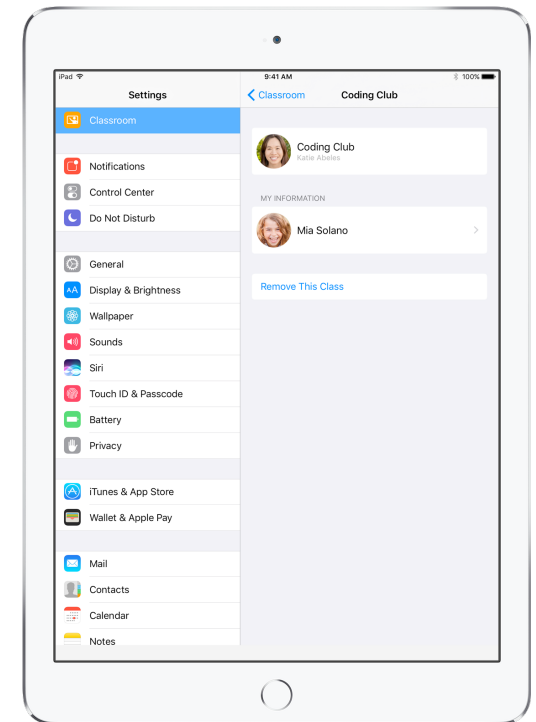 iPad
9:41 AM
100%
Settings
Classroom
Coding Club
Classroom
Notifications
Control Center
Do Not Disturb
General
AA
Display & Brightness
Wallpaper
Sounds
Siri
Touch ID & Passcode
Battery
Privacy
iTunes & App Store
Wallet & Apple Pay
Mail
Contacts
Calendar
Notes
Coding Club
Katie Abeles
MY INFORMATION
Mia Solano
Remove This Class